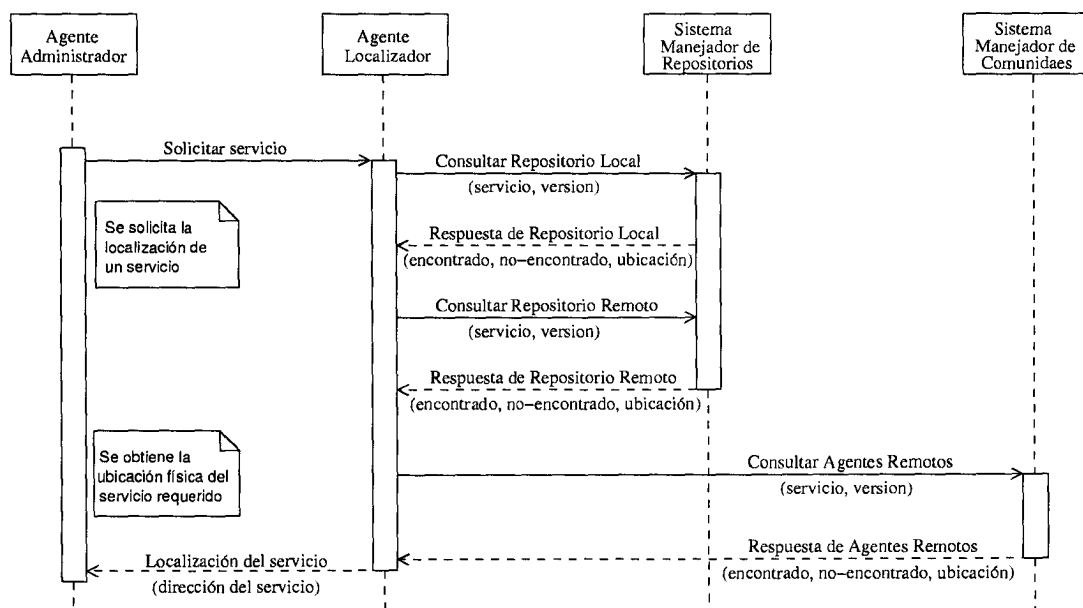 Agente
Administrador
Agente
Localizador
Sistema
Manejador de
Repositorios
Sistema
Manejador de
Comunidaes
Solicitar servicio
Consultar Repositorio Local
(servicio, version)
Se solicita la
localización de
un servicio
Respuesta de Repositorio Local
(encontrado, no–encontrado, ubicación)
Consultar Repositorio Remoto
(servicio, version)
Respuesta de Repositorio Remoto
(encontrado, no–encontrado, ubicación)
Se obtiene la
ubicación física del
servicio requerido
Consultar Agentes Remotos
(servicio, version)
Respuesta de Agentes Remotos
(encontrado, no–encontrado, ubicación)
Localización del servicio
(dirección del servicio)